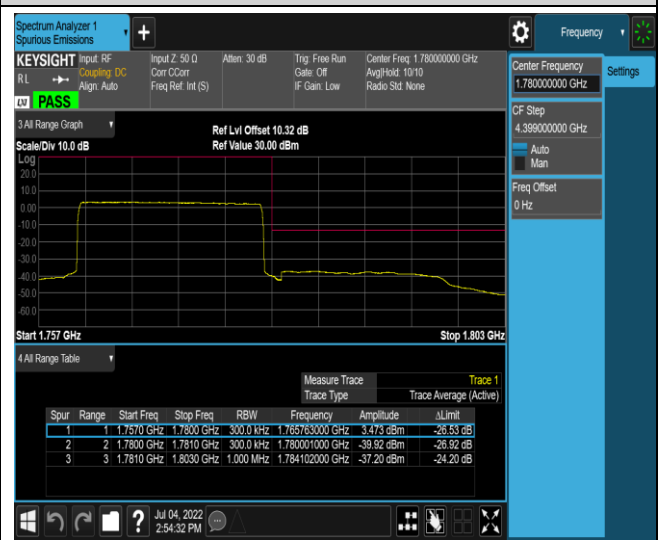 Spectrum Analyzer 1
Spurious Emissions
Frequency
KEYSIGHT Input: RF Input Z: 50 Ω Atten: 30 dB Trig: Free Run Center Freq: 1.780000000 GHz
RL Coupling: DC Corr CCorr Gate: Off Avg|Hold: 10/10
Align: Auto Freq Ref: Int (S) IF Gain: Low Radio Std: None
LXI PASS
3 All Range Graph
Ref Lvl Offset 10.32 dB
Scale/Div 10.0 dB Ref Value 30.00 dBm
Log
20.0
10.0
0.00
-10.0
-20.0
-30.0
-40.0
-50.0
-60.0
Start 1.757 GHz Stop 1.803 GHz
4 All Range Table
Measure Trace Trace 1
Trace Type Trace Average (Active)
Spur Range Start Freq Stop Freq RBW Frequency Amplitude ΔLimit
1 1 1.7570 GHz 1.7800 GHz 300.0 kHz 1.765763000 GHz 3.473 dBm -26.53 dB
2 2 1.7800 GHz 1.7810 GHz 300.0 kHz 1.780001000 GHz -39.92 dBm -26.92 dB
3 3 1.7810 GHz 1.8030 GHz 1.000 MHz 1.784102000 GHz -37.20 dBm -24.20 dB
Jul 04, 2022
2:54:32 PM
Center Frequency
1.780000000 GHz
Settings
CF Step
4.399000000 GHz
Auto
Man
Freq Offset
0 Hz